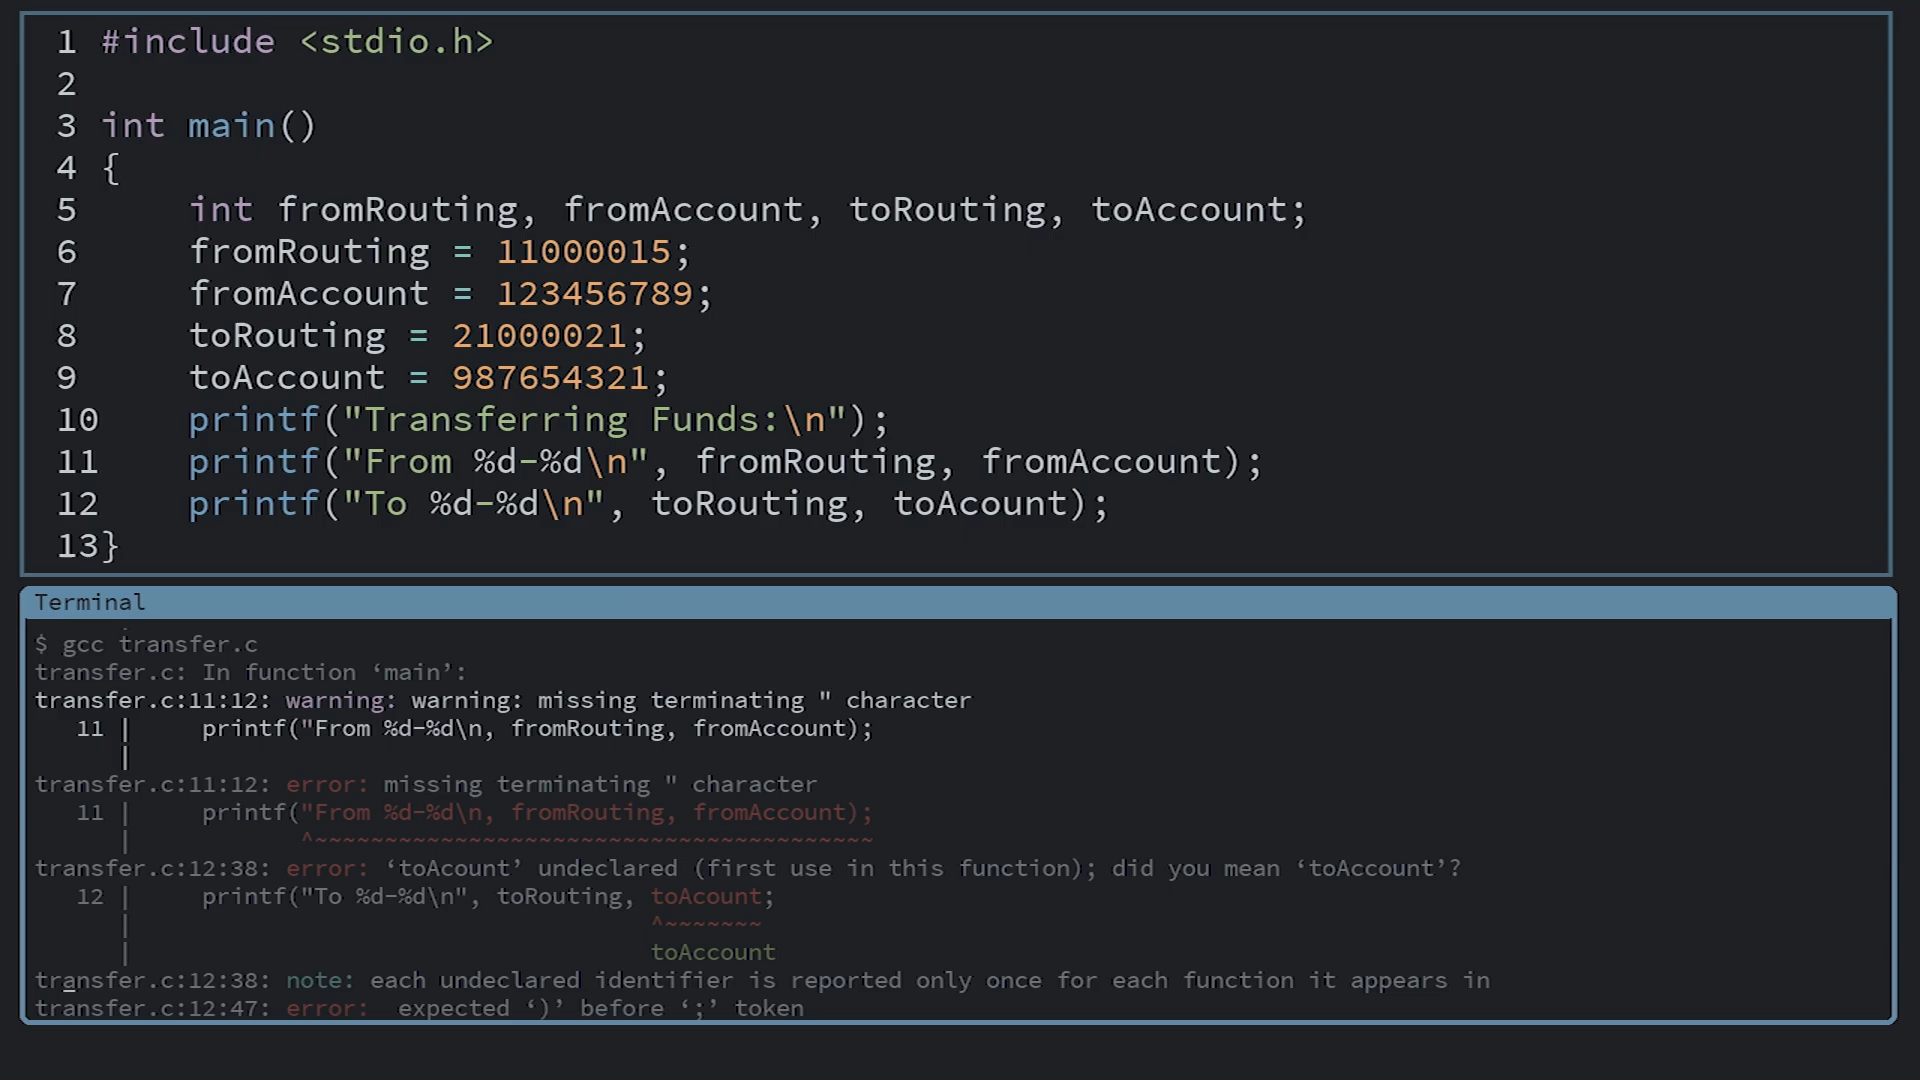 1 #include <stdio.h>
2
3 int main()
4 {
5     int fromRouting, fromAccount, toRouting, toAccount;
6     fromRouting = 11000015;
7     fromAccount = 123456789;
8     toRouting = 21000021;
9     toAccount = 987654321;
10    printf("Transferring Funds:\n");
11    printf("From %d-%d\n", fromRouting, fromAccount);
12    printf("To %d-%d\n", toRouting, toAcount);
13}
Terminal
$ gcc transfer.c
transfer.c: In function ‘main’:
transfer.c:11:12: warning: warning: missing terminating " character
   11 |     printf("From %d-%d\n, fromRouting, fromAccount);
      |
transfer.c:11:12: error: missing terminating " character
   11 |     printf("From %d-%d\n, fromRouting, fromAccount);
      |            ^~~~~~~~~~~~~~~~~~~~~~~~~~~~~~~~~~~~~~~~~
transfer.c:12:38: error: ‘toAcount’ undeclared (first use in this function); did you mean ‘toAccount’?
   12 |     printf("To %d-%d\n", toRouting, toAcount;
      |                                     ^~~~~~~~
      |                                     toAccount
transfer.c:12:38: note: each undeclared identifier is reported only once for each function it appears in
transfer.c:12:47: error:  expected ‘)’ before ‘;’ token